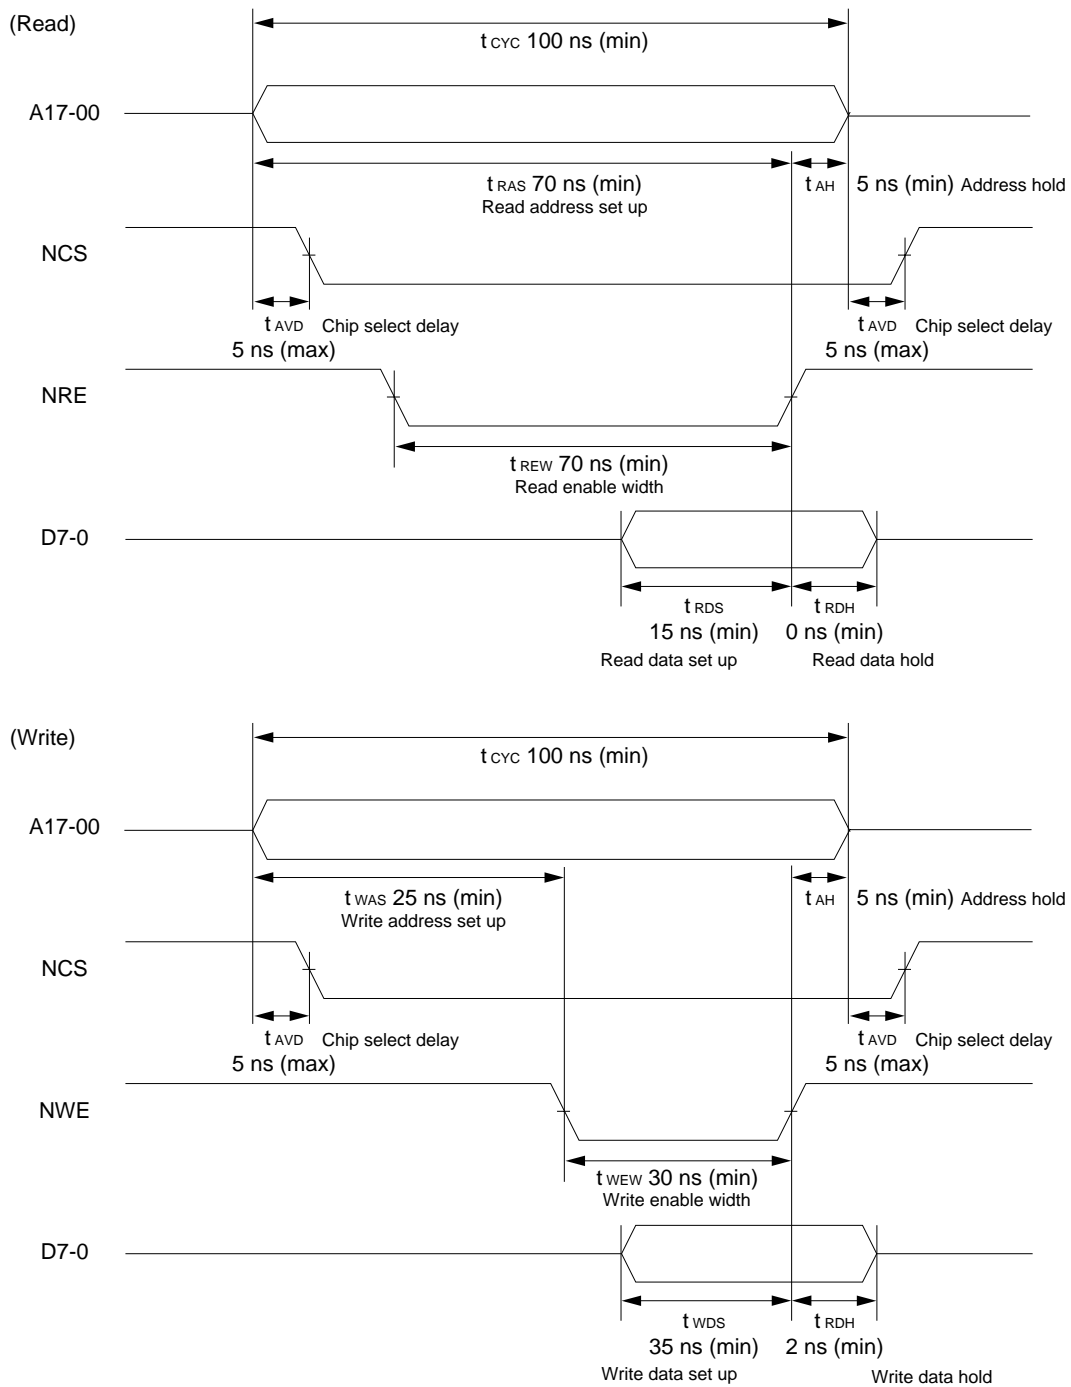 (Read)
t CYC 100 ns (min)
A17-00
t RAS 70 ns (min)
Read address set up
t AH 5 ns (min) Address hold
NCS
t AVD Chip select delay
5 ns (max)
t AVD Chip select delay
5 ns (max)
NRE
t REW 70 ns (min)
Read enable width
D7-0
t RDS
15 ns (min)
Read data set up
t RDH
0 ns (min)
Read data hold
(Write)
t CYC 100 ns (min)
A17-00
t WAS 25 ns (min)
Write address set up
t AH 5 ns (min) Address hold
NCS
t AVD Chip select delay
5 ns (max)
t AVD Chip select delay
5 ns (max)
NWE
t WEW 30 ns (min)
Write enable width
D7-0
t WDS
35 ns (min)
Write data set up
t RDH
2 ns (min)
Write data hold